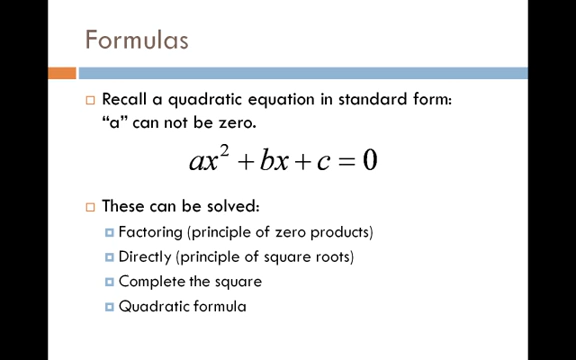 Formulas
Recall a quadratic equation in standard form:
“a” can not be zero.
ax² + bx + c = 0
These can be solved:
Factoring (principle of zero products)
Directly (principle of square roots)
Complete the square
Quadratic formula